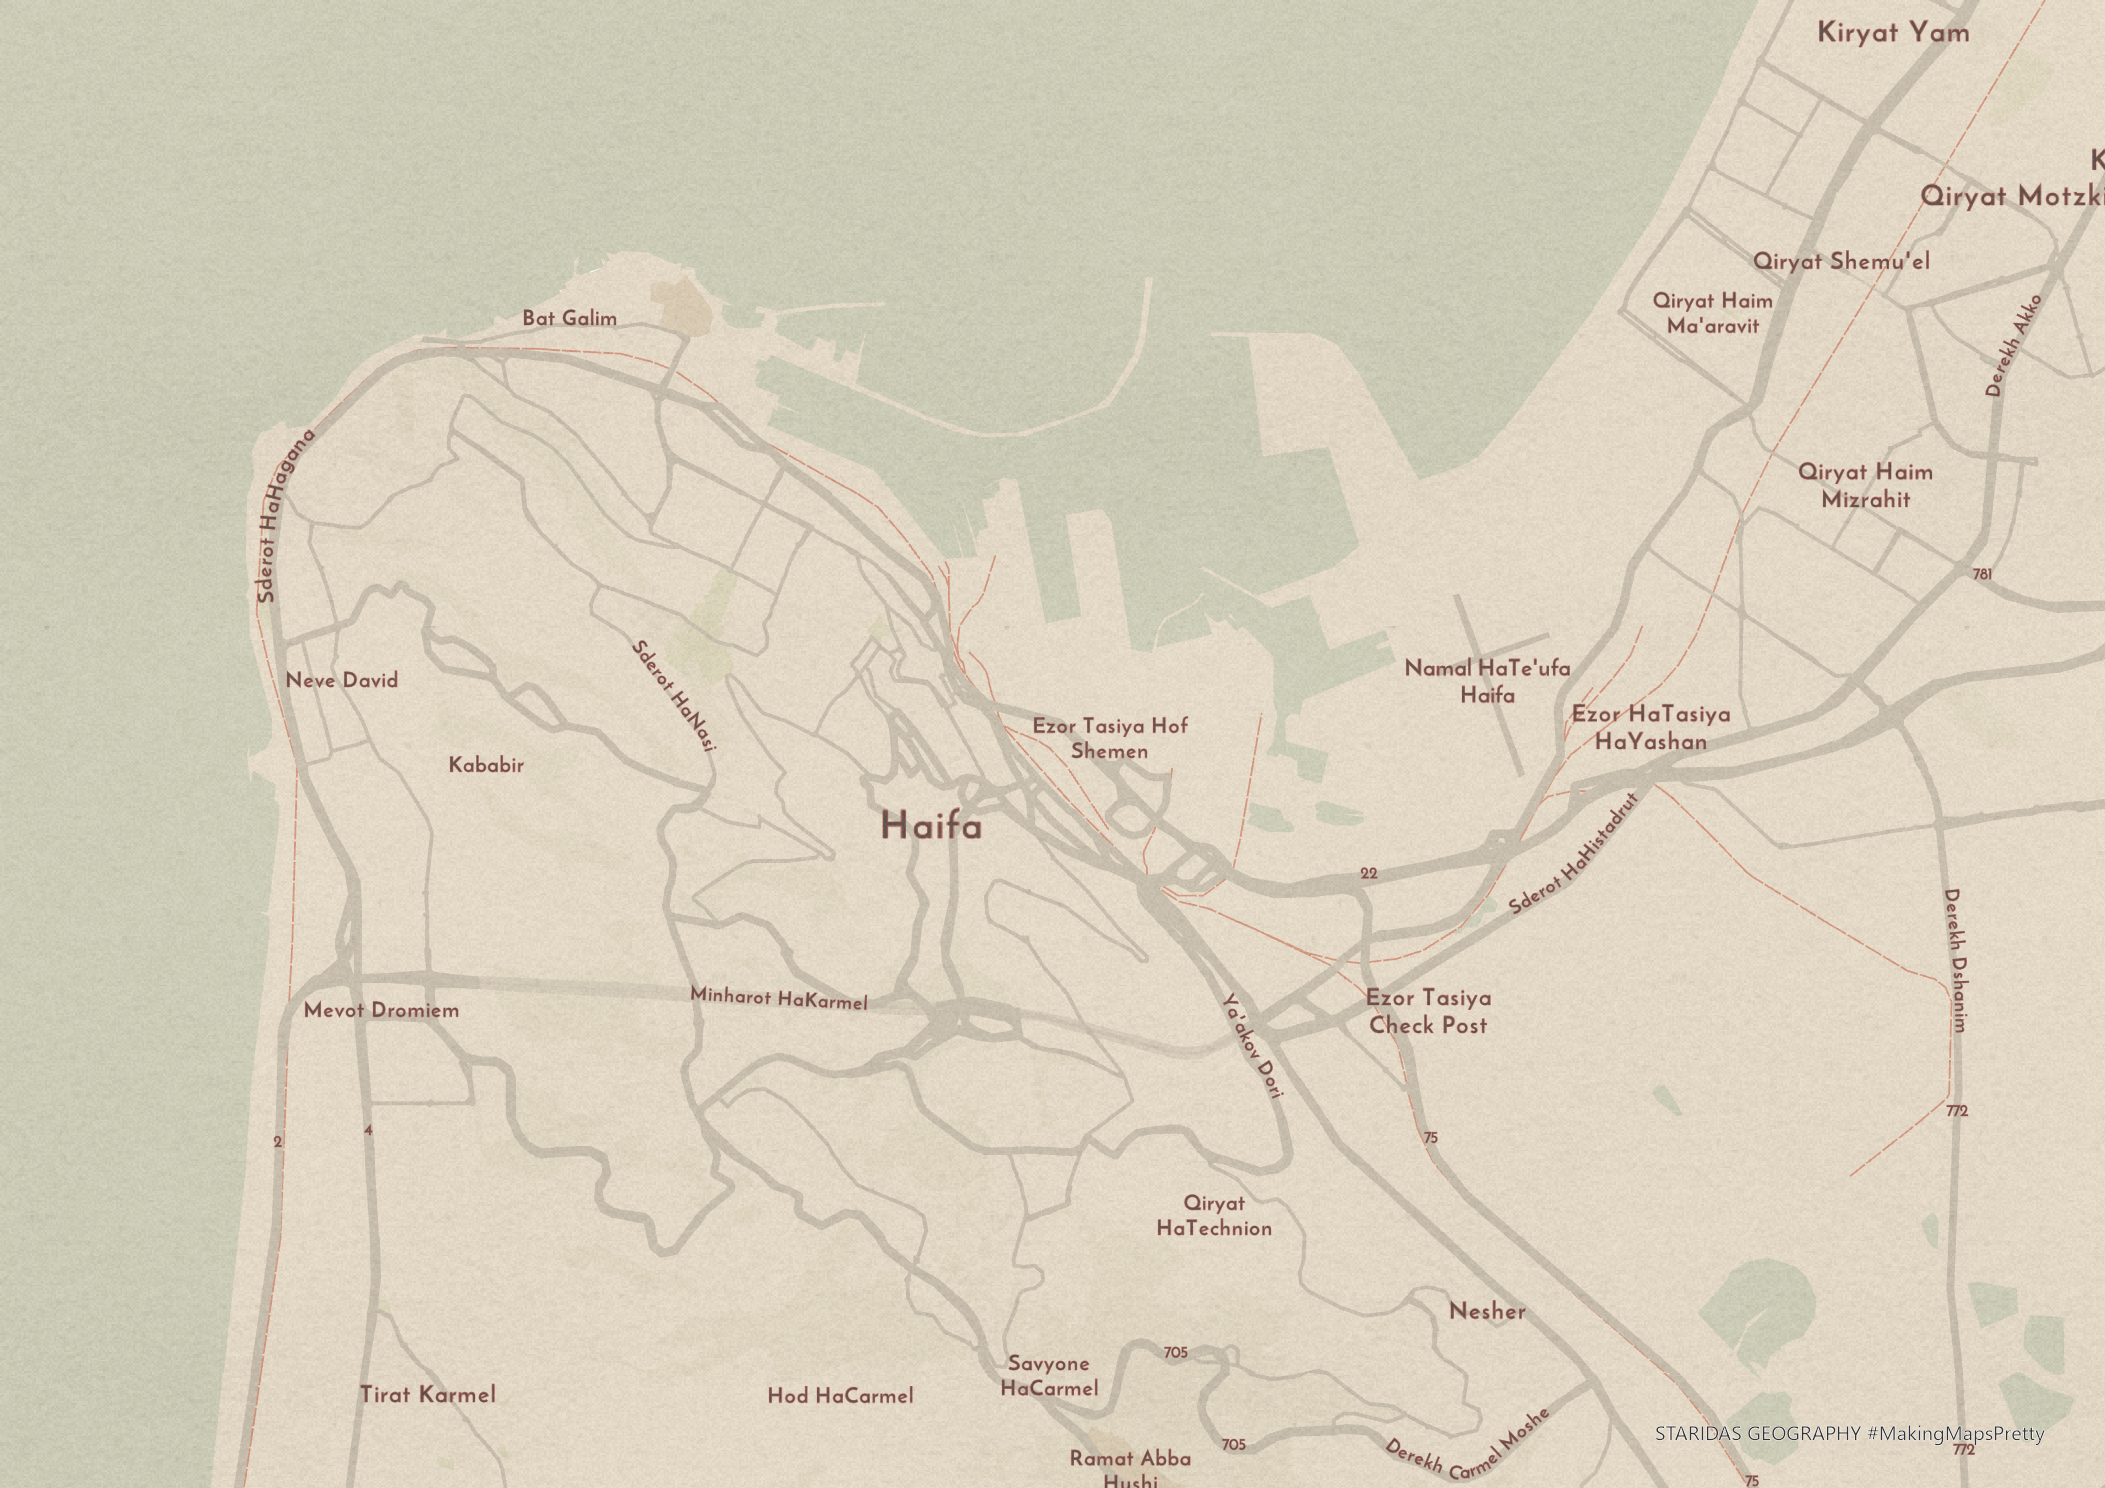 Kiryat Yam
K
Qiryat Motzki
Qiryat Shemu'el
Qiryat Haim
Ma'aravit
Bat Galim
Derekh Akko
Sderot HaHagana
Qiryat Haim
Mizrahit
781
Neve David
Sderot HaNasi
Namal HaTe'ufa
Haifa
Ezor HaTasiya
HaYashan
Ezor Tasiya Hof
Shemen
Kababir
Haifa
22
Sderot HaHistadrut
Derekh Dshanim
Minharot HaKarmel
Mevot Dromiem
Ya'akov Dori
Ezor Tasiya
Check Post
772
2
4
75
Qiryat
HaTechnion
Nesher
705
Savyone
HaCarmel
Tirat Karmel
Hod HaCarmel
705
Derekh Carmel Moshe
Ramat Abba
Hushi
STARIDAS GEOGRAPHY #MakingMapsPretty
772
75